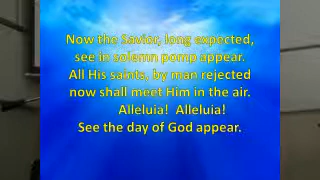 Now the Savior, long expected,
see in solemn pomp appear.
All His saints, by man rejected
now shall meet Him in the air.
Alleluia!  Alleluia!
See the day of God appear.